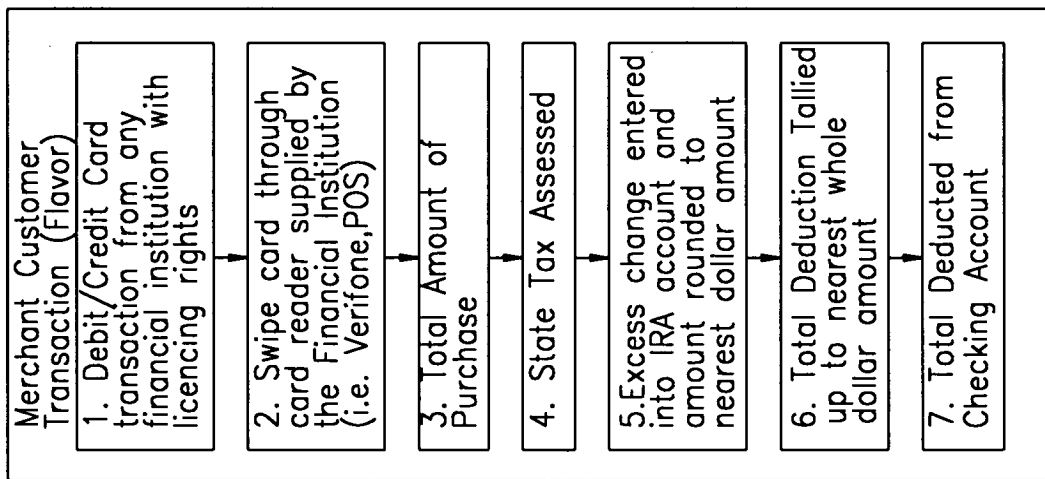 Merchant Customer
Transaction (Flavor)
1. Debit/Credit Card
transaction from any
financial institution with
licencing rights
2. Swipe card through
card reader supplied by
the Financial Institution
(i.e. Verifone,POS)
3. Total Amount of
Purchase
4. State Tax Assessed
5.Excess change entered
into IRA account and
amount rounded to
nearest dollar amount
6. Total Deduction Tallied
up to nearest whole
dollar amount
7. Total Deducted from
Checking Account